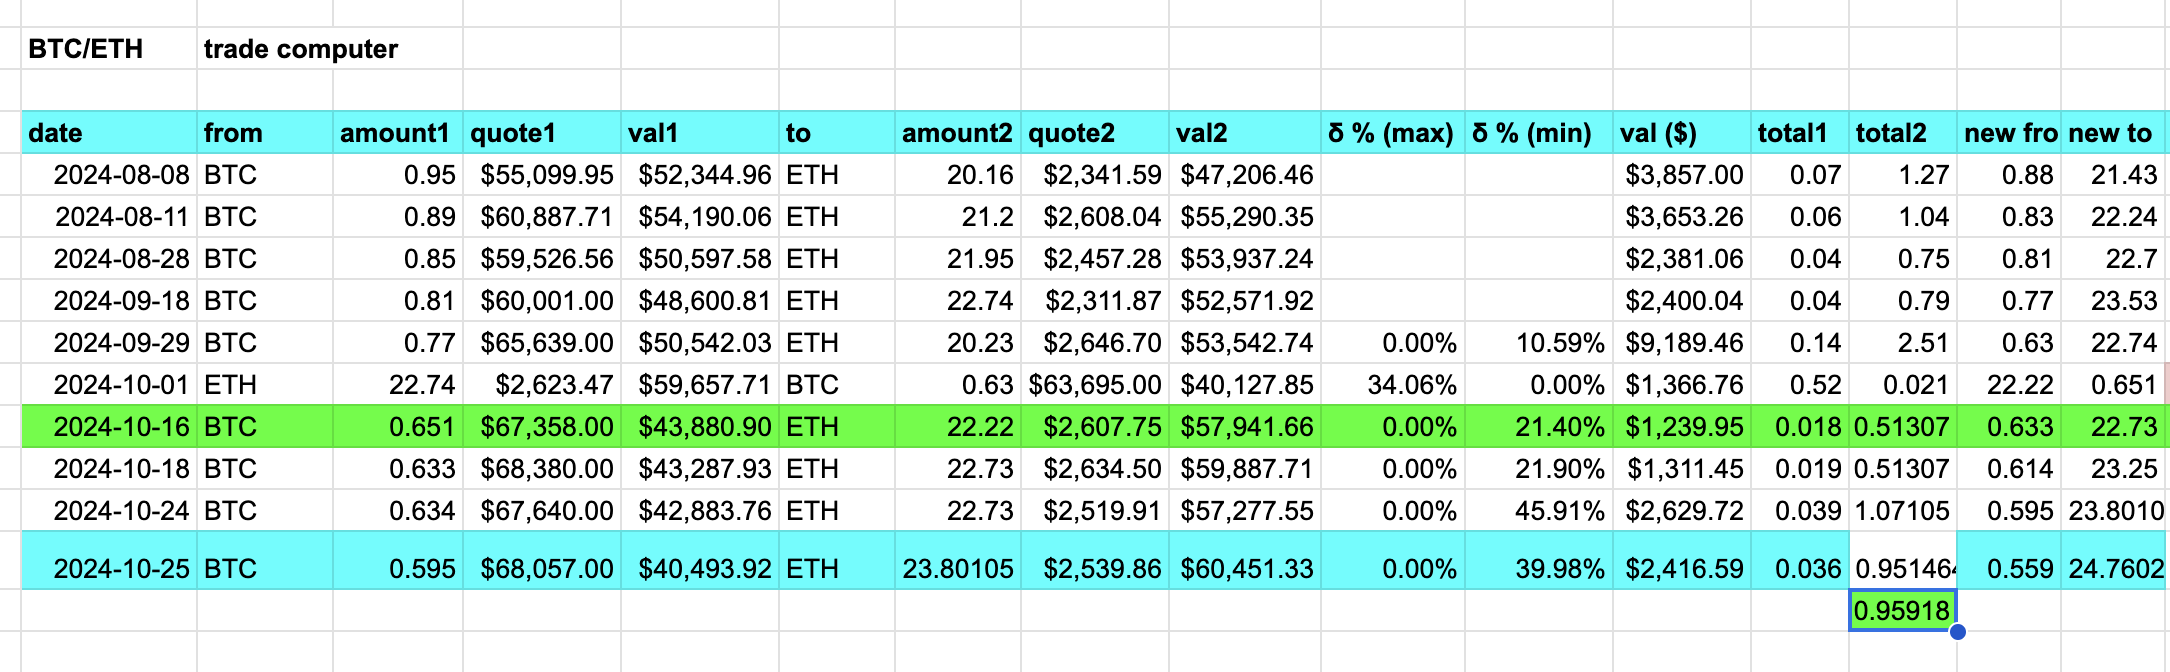 BTC/ETH trade computer
date from amount1 quote1 val1 to amount2 quote2 val2 δ % (max) δ % (min) val ($) total1 total2 new fro new to
2024-08-08 BTC 0.95 $55,099.95 $52,344.96 ETH 20.16 $2,341.59 $47,206.46 $3,857.00 0.07 1.27 0.88 21.43
2024-08-11 BTC 0.89 $60,887.71 $54,190.06 ETH 21.2 $2,608.04 $55,290.35 $3,653.26 0.06 1.04 0.83 22.24
2024-08-28 BTC 0.85 $59,526.56 $50,597.58 ETH 21.95 $2,457.28 $53,937.24 $2,381.06 0.04 0.75 0.81 22.7
2024-09-18 BTC 0.81 $60,001.00 $48,600.81 ETH 22.74 $2,311.87 $52,571.92 $2,400.04 0.04 0.79 0.77 23.53
2024-09-29 BTC 0.77 $65,639.00 $50,542.03 ETH 20.23 $2,646.70 $53,542.74 0.00% 10.59% $9,189.46 0.14 2.51 0.63 22.74
2024-10-01 ETH 22.74 $2,623.47 $59,657.71 BTC 0.63 $63,695.00 $40,127.85 34.06% 0.00% $1,366.76 0.52 0.021 22.22 0.651
2024-10-16 BTC 0.651 $67,358.00 $43,880.90 ETH 22.22 $2,607.75 $57,941.66 0.00% 21.40% $1,239.95 0.018 0.51307 0.633 22.73
2024-10-18 BTC 0.633 $68,380.00 $43,287.93 ETH 22.73 $2,634.50 $59,887.71 0.00% 21.90% $1,311.45 0.019 0.51307 0.614 23.25
2024-10-24 BTC 0.634 $67,640.00 $42,883.76 ETH 22.73 $2,519.91 $57,277.55 0.00% 45.91% $2,629.72 0.039 1.07105 0.595 23.8010
2024-10-25 BTC 0.595 $68,057.00 $40,493.92 ETH 23.80105 $2,539.86 $60,451.33 0.00% 39.98% $2,416.59 0.036 0.951464 0.559 24.7602
0.95918